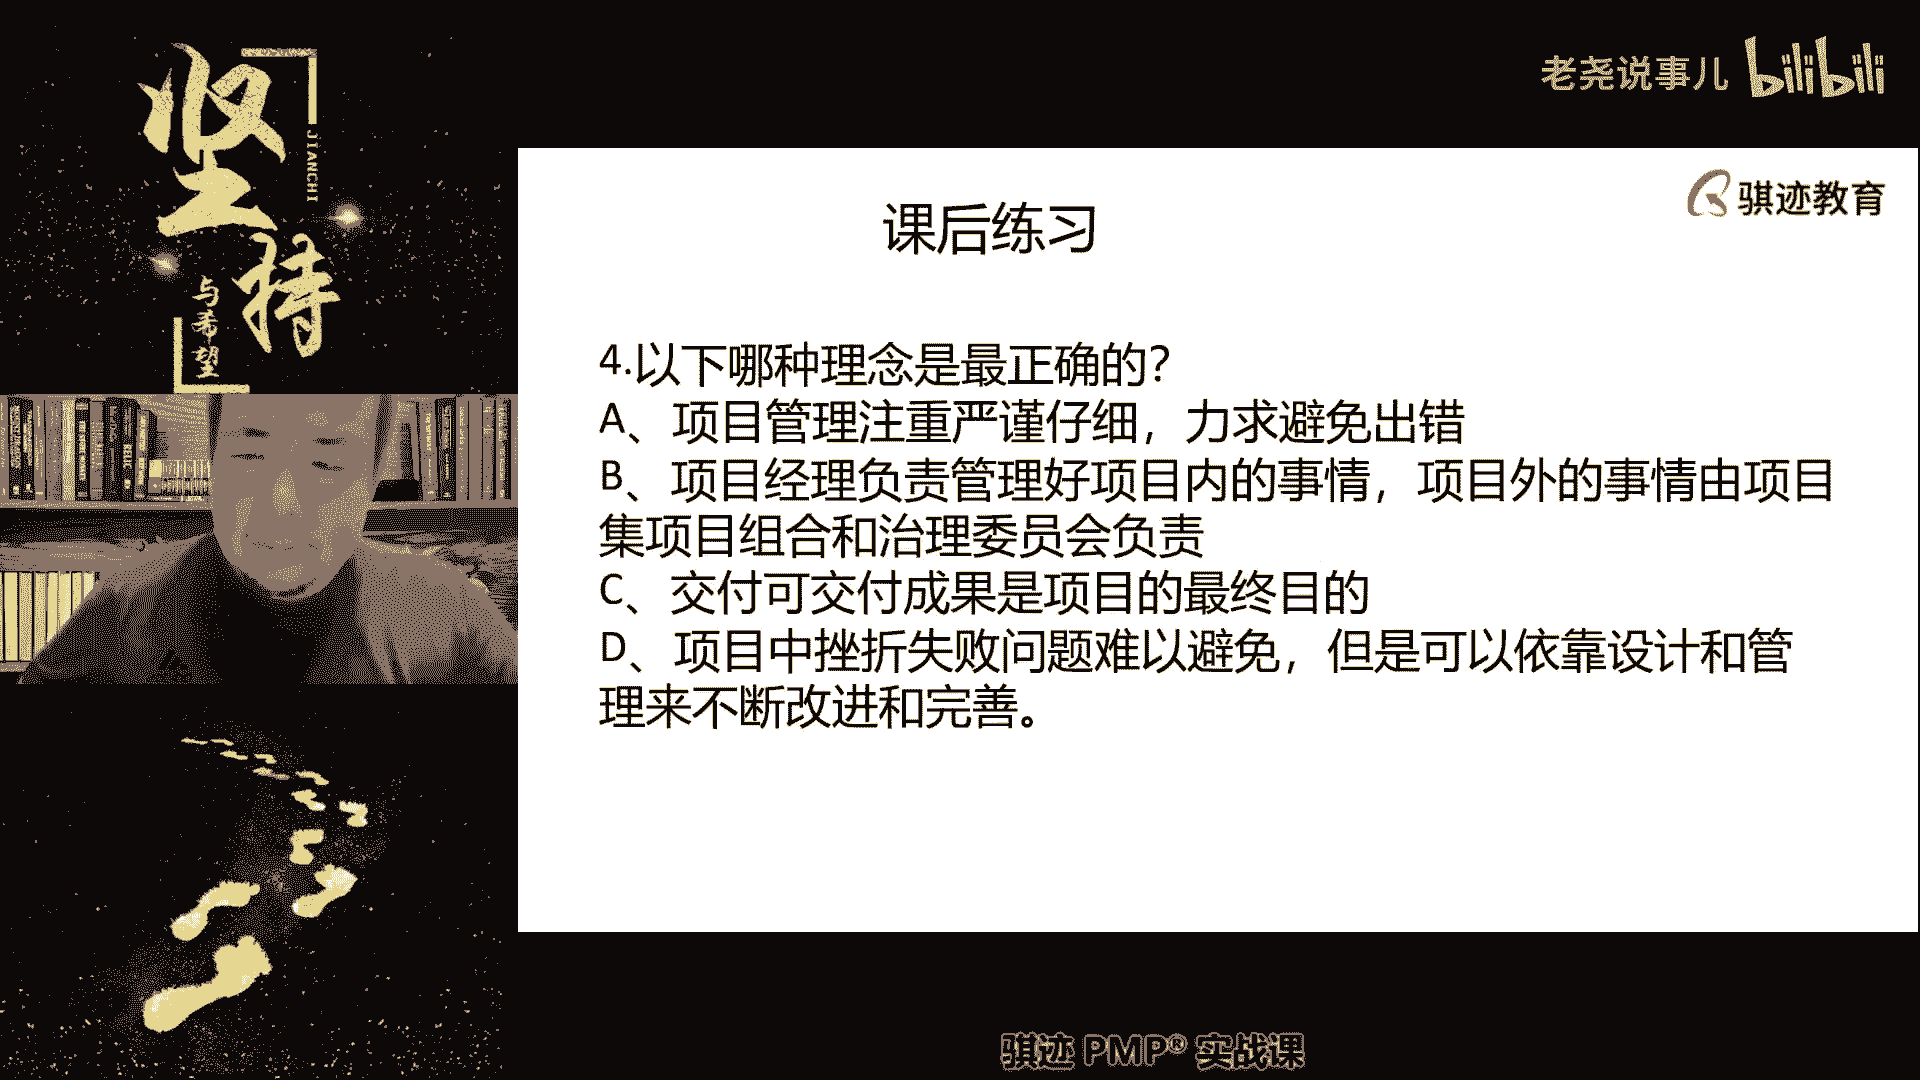 坚持
JIANCHI
与希望
老尧说事儿 bilibili
骐迹教育
课后练习
4.以下哪种理念是最正确的？
A、项目管理注重严谨仔细，力求避免出错
B、项目经理负责管理好项目内的事情，项目外的事情由项目
集项目组合和治理委员会负责
C、交付可交付成果是项目的最终目的
D、项目中挫折失败问题难以避免，但是可以依靠设计和管
理来不断改进和完善。
骐迹 PMP® 实战课